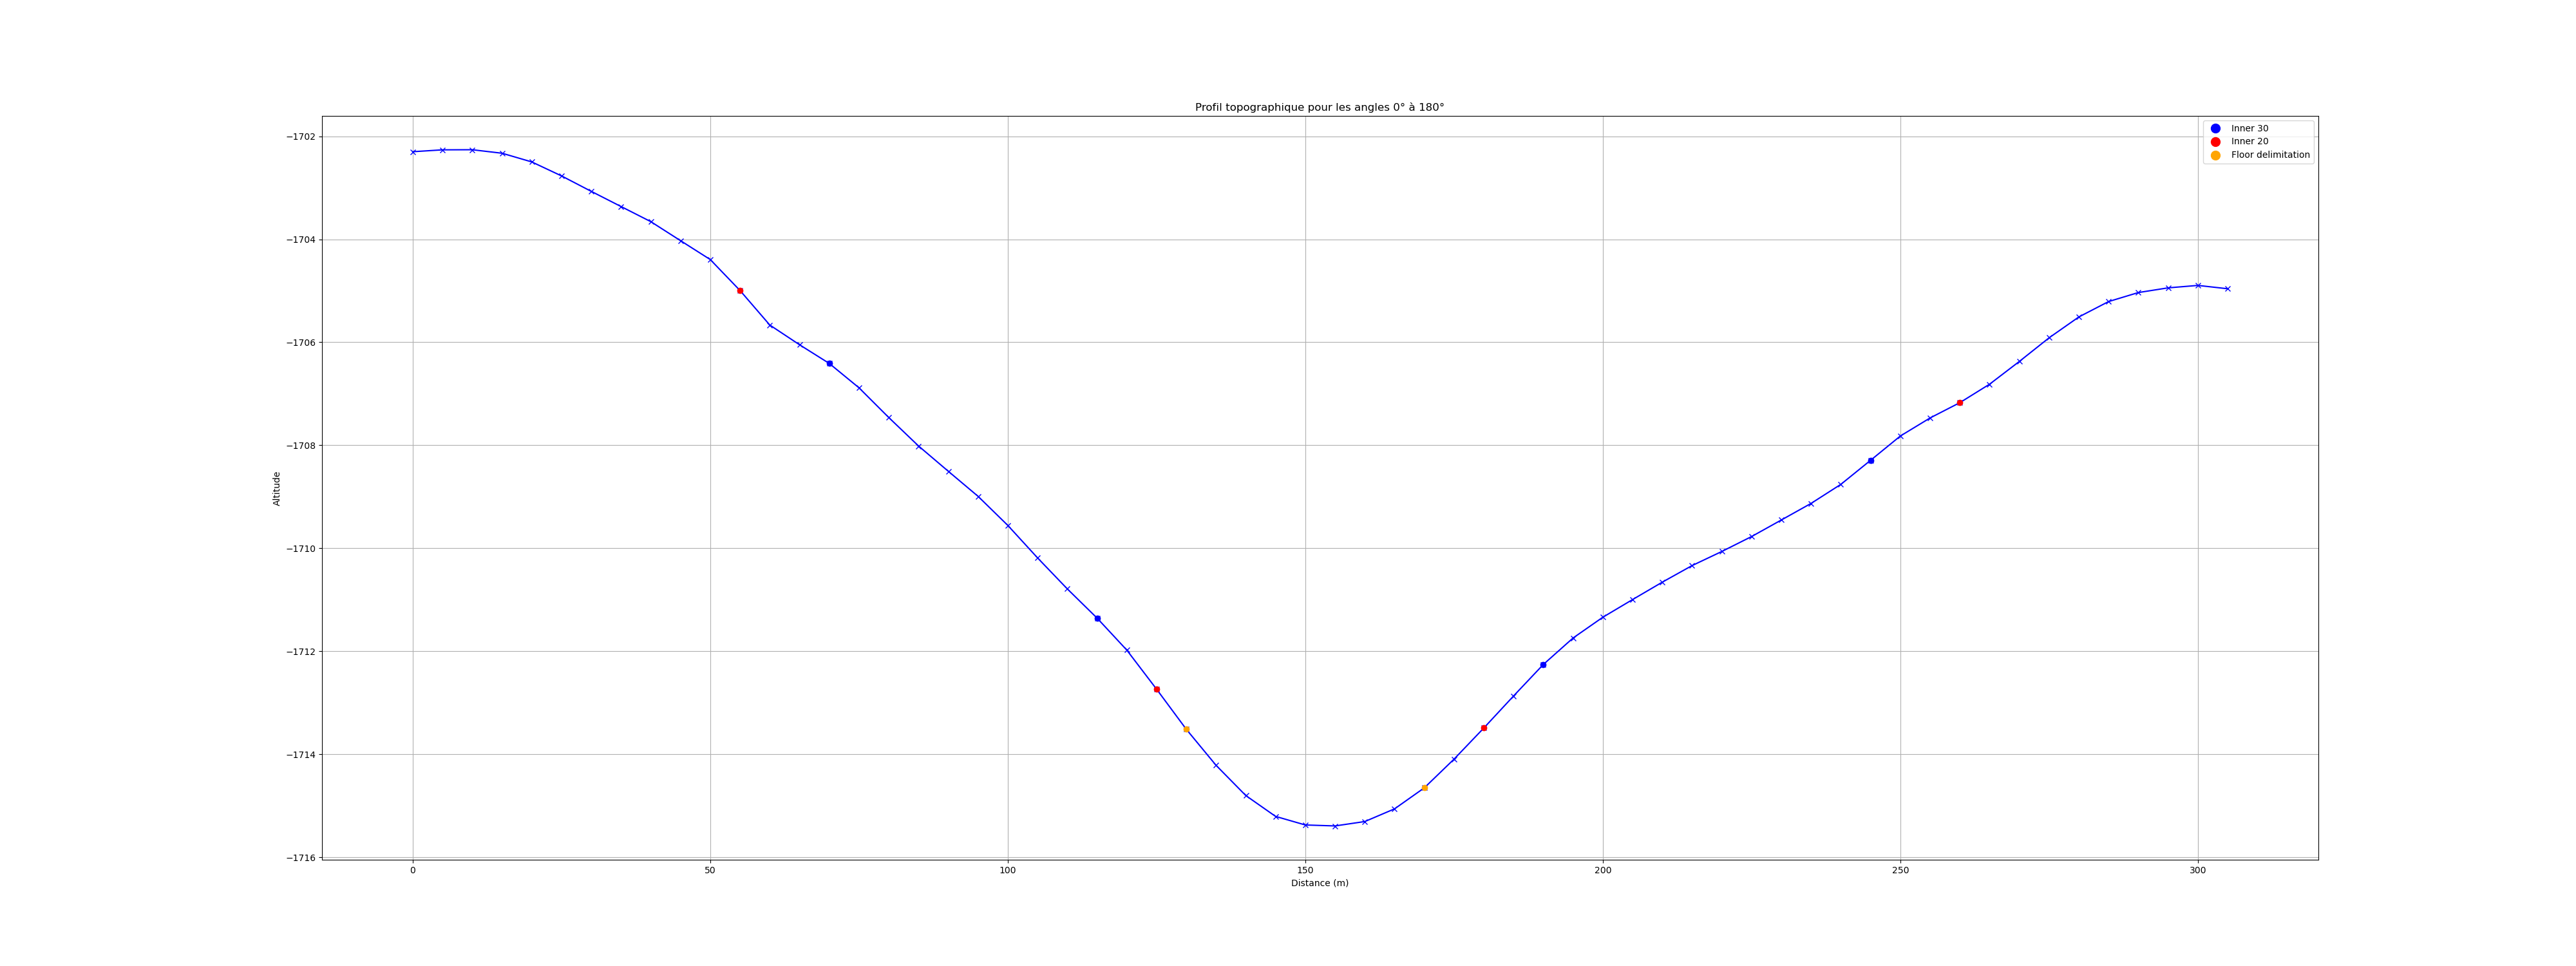 Profil topographique pour les angles 0° à 180°
Inner 30
Inner 20
Floor delimitation
−1702
−1704
−1706
−1708
−1710
−1712
−1714
−1716
Altitude
0 50 100 150 200 250 300
Distance (m)